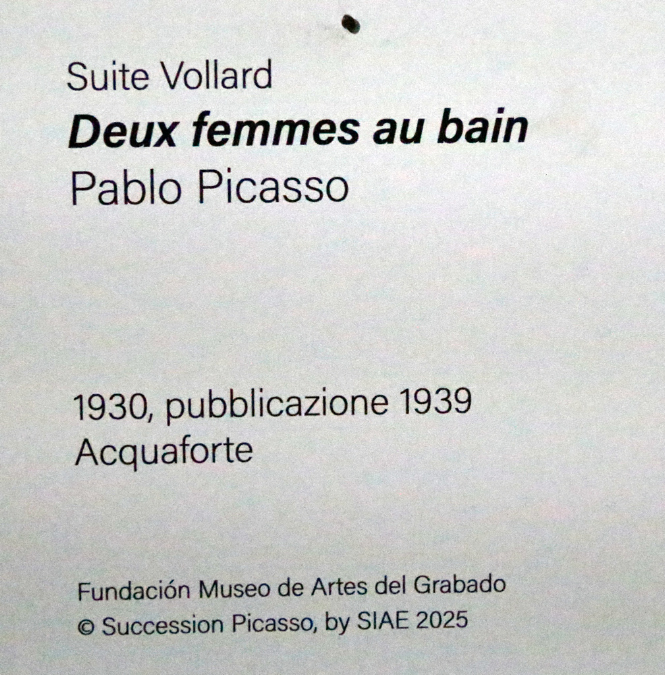 Suite Vollard
Deux femmes au bain
Pablo Picasso
1930, pubblicazione 1939
Acquaforte
Fundación Museo de Artes del Grabado
© Succession Picasso, by SIAE 2025